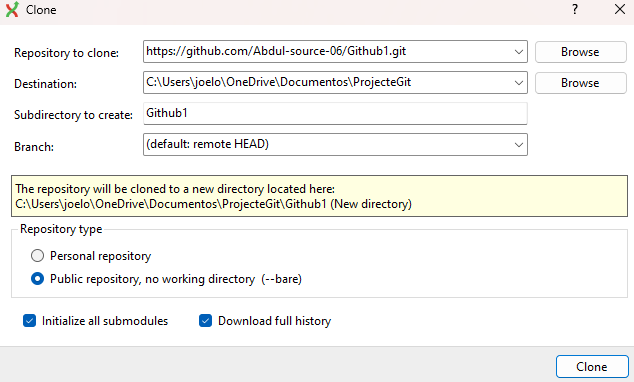 Clone
Repository to clone: https://github.com/Abdul-source-06/Github1.git Browse
Destination: C:\Users\joelo\OneDrive\Documentos\ProjecteGit Browse
Subdirectory to create: Github1
Branch: (default: remote HEAD)
The repository will be cloned to a new directory located here:
C:\Users\joelo\OneDrive\Documentos\ProjecteGit\Github1 (New directory)
Repository type
Personal repository
Public repository, no working directory (--bare)
Initialize all submodules Download full history
Clone